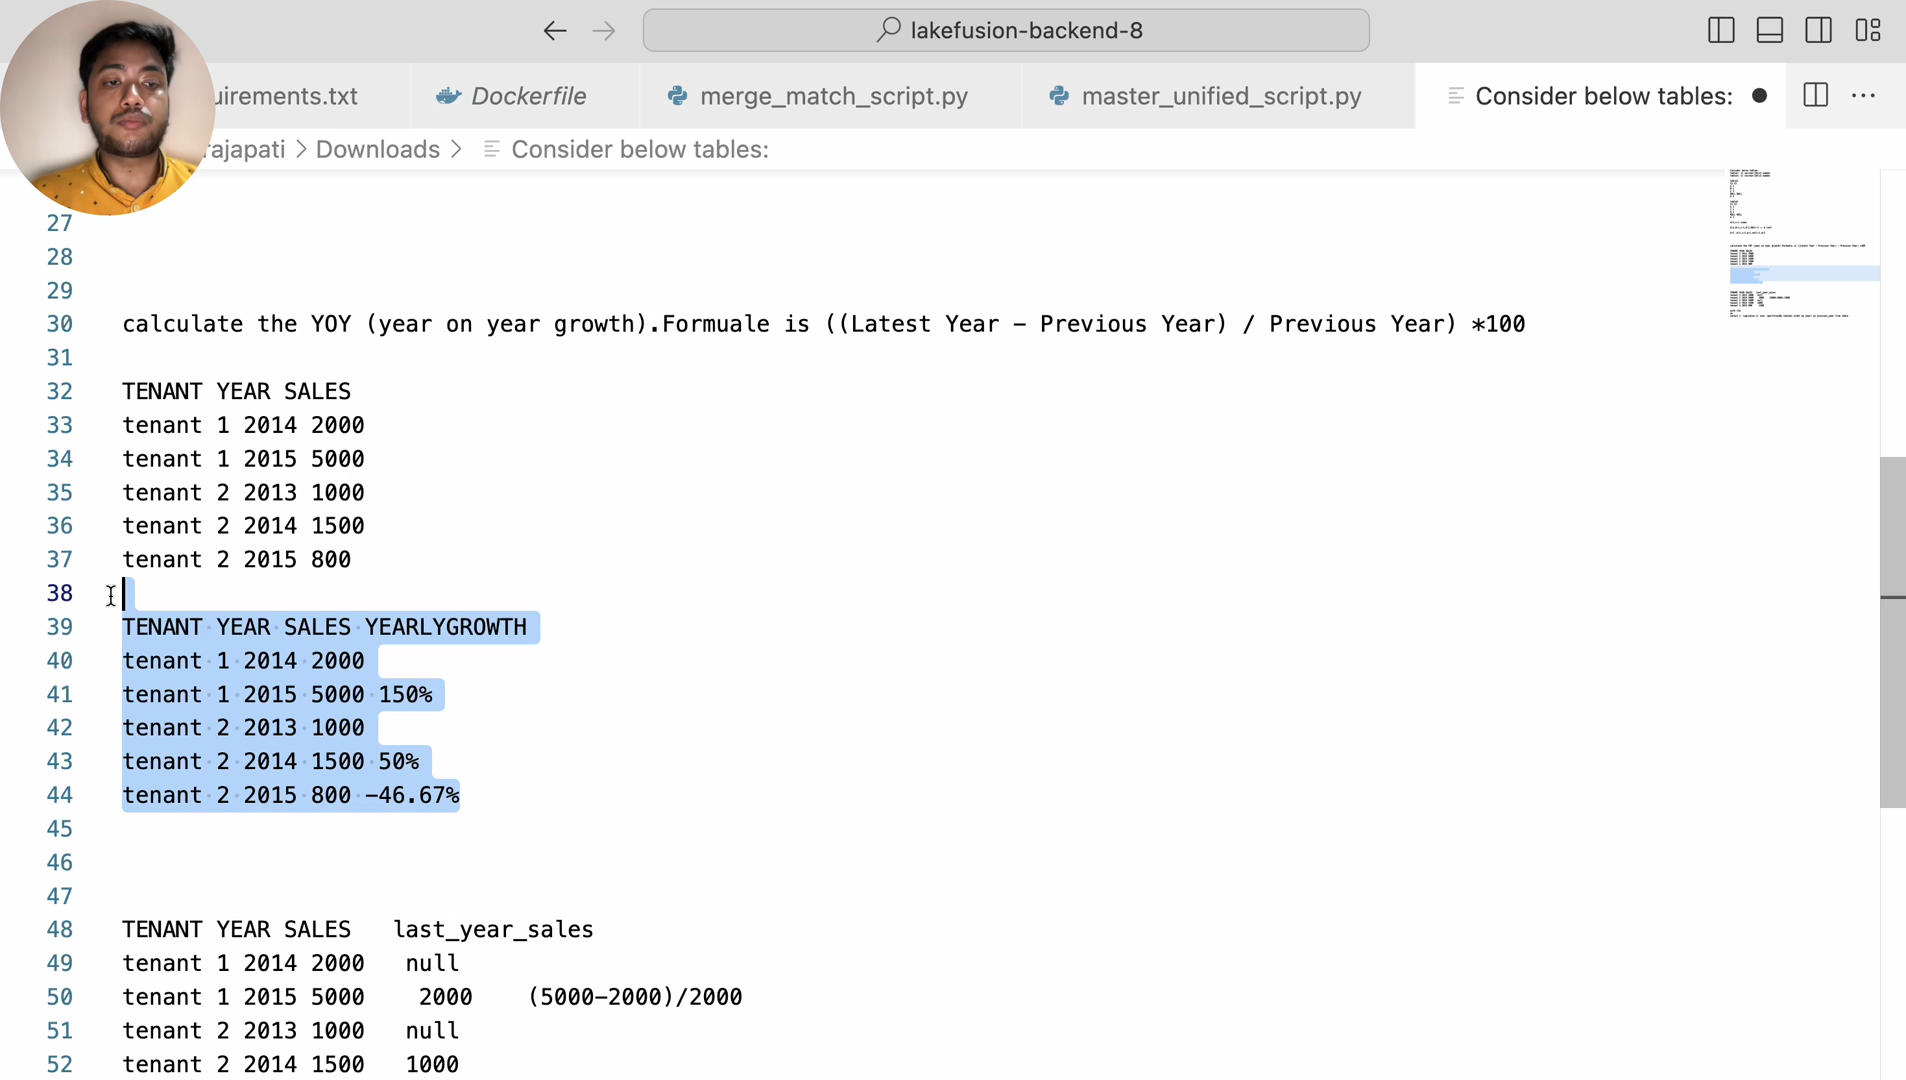 lakefusion-backend-8
uirements.txt
Dockerfile
merge_match_script.py
master_unified_script.py
Consider below tables:
rajapati > Downloads > Consider below tables:
27
28
29
30 calculate the YOY (year on year growth).Formuale is ((Latest Year - Previous Year) / Previous Year) *100
31
32 TENANT YEAR SALES
33 tenant 1 2014 2000
34 tenant 1 2015 5000
35 tenant 2 2013 1000
36 tenant 2 2014 1500
37 tenant 2 2015 800
38
39 TENANT YEAR SALES YEARLYGROWTH
40 tenant 1 2014 2000
41 tenant 1 2015 5000 150%
42 tenant 2 2013 1000
43 tenant 2 2014 1500 50%
44 tenant 2 2015 800 -46.67%
45
46
47
48 TENANT YEAR SALES last_year_sales
49 tenant 1 2014 2000 null
50 tenant 1 2015 5000 2000 (5000-2000)/2000
51 tenant 2 2013 1000 null
52 tenant 2 2014 1500 1000